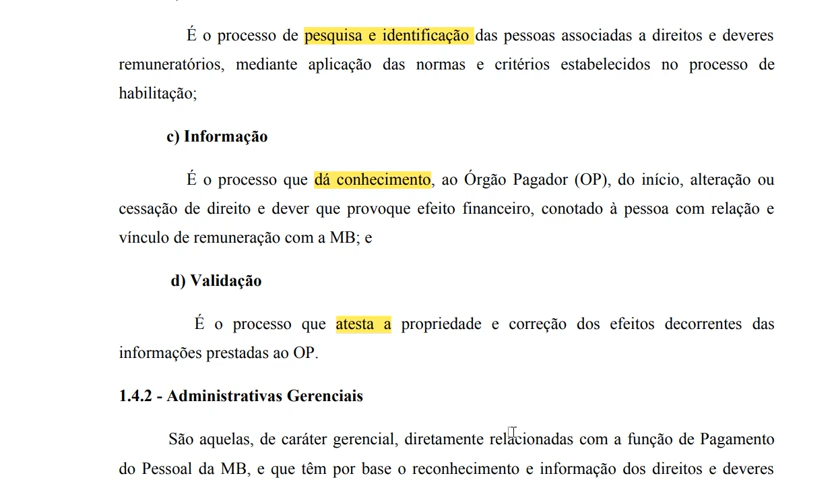 É o processo de pesquisa e identificação das pessoas associadas a direitos e deveres
remuneratórios, mediante aplicação das normas e critérios estabelecidos no processo de
habilitação;
c) Informação
É o processo que dá conhecimento, ao Órgão Pagador (OP), do início, alteração ou
cessação de direito e dever que provoque efeito financeiro, conotado à pessoa com relação e
vínculo de remuneração com a MB; e
d) Validação
É o processo que atesta a propriedade e correção dos efeitos decorrentes das
informações prestadas ao OP.
1.4.2 - Administrativas Gerenciais
São aquelas, de caráter gerencial, diretamente relacionadas com a função de Pagamento
do Pessoal da MB, e que têm por base o reconhecimento e informação dos direitos e deveres